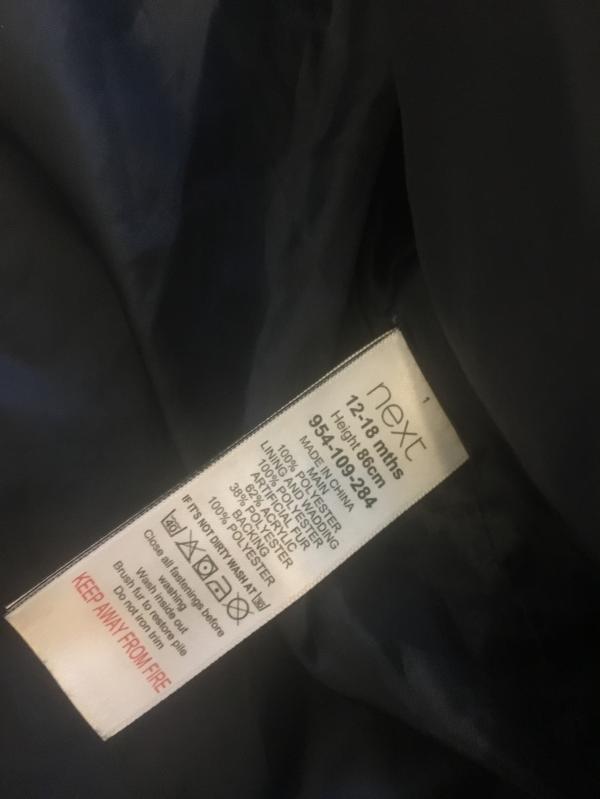 next
12-18 mths
Height 86cm
954-109-284
MADE IN CHINA
MAIN
100% POLYESTER
LINING AND WADDING
100% POLYESTER
ARTIFICIAL FUR
62% ACRYLIC
38% POLYESTER
BACKING
100% POLYESTER
IF IT'S NOT DIRTY WASH AT 30
40
Close all fastenings before
washing
Wash inside out
Brush fur to restore pile
Do not iron trim
KEEP AWAY FROM FIRE